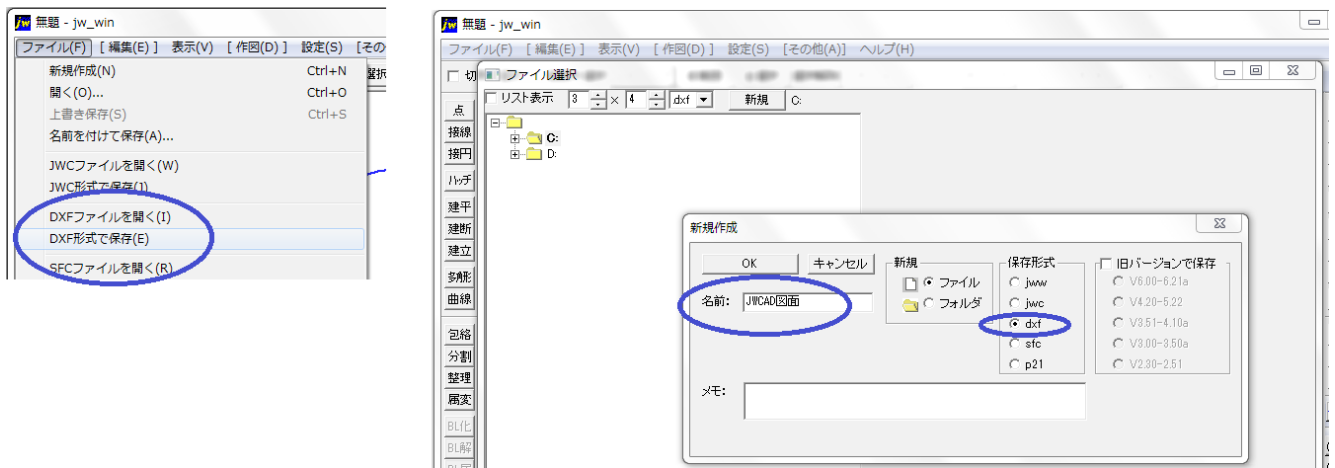 無題 - jw_win
ファイル(F) [編集(E)] 表示(V) [作図(D)] 設定(S) [その
新規作成(N) Ctrl+N
開く(O)... Ctrl+O
上書き保存(S) Ctrl+S
名前を付けて保存(A)...
JWCファイルを開く(W)
JWC形式で保存(J)
DXFファイルを開く(I)
DXF形式で保存(E)
SFCファイルを開く(R)
無題 - jw_win
ファイル(F) [編集(E)] 表示(V) [作図(D)] 設定(S) [その他(A)] ヘルプ(H)
切
ファイル選択
リスト表示 3 × 4 dxf 新規 C:
C:
D:
点
接線
接円
ハッチ
建平
建断
建立
多角形
曲線
包絡
分割
整理
属変
BL化
BL解
新規作成
OK キャンセル
名前: JWCAD図面
メモ:
新規
ファイル
フォルダ
保存形式
jww
jwc
dxf
sfc
p21
旧バージョンで保存
V6.00-6.21a
V4.20-5.22
V3.51-4.10a
V3.00-3.50a
V2.30-2.51